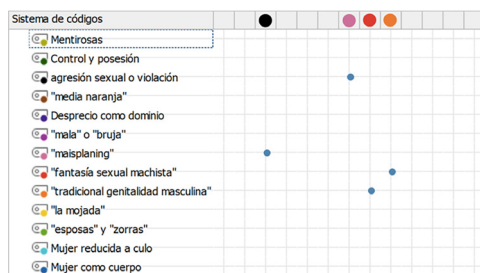 Sistema de códigos
Mentirosas
Control y posesión
agresión sexual o violación
"media naranja"
Desprecio como dominio
"mala" o "bruja"
"maisplaning"
"fantasía sexual machista"
"tradicional genitalidad masculina"
"la mojada"
"esposas" y "zorras"
Mujer reducida a culo
Mujer como cuerpo